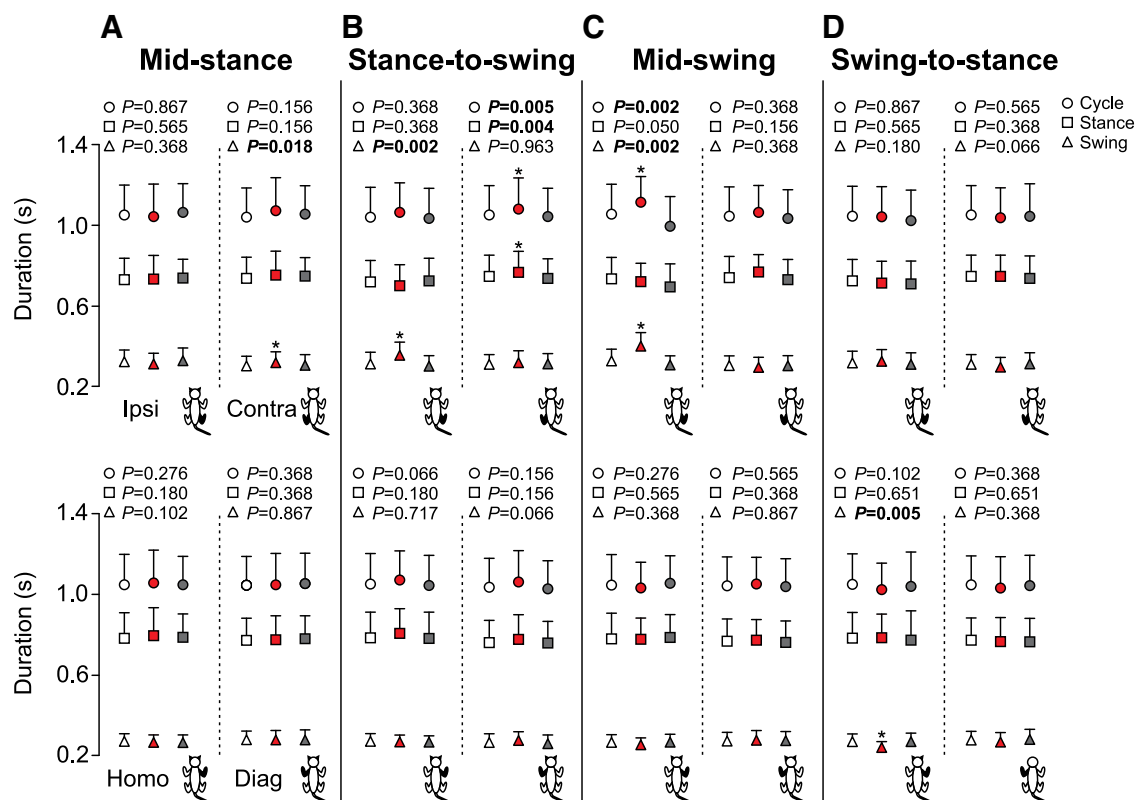 A B C D
Mid-stance Stance-to-swing Mid-swing Swing-to-stance
P=0.867 P=0.156 P=0.368 P=0.005 P=0.002 P=0.368 P=0.867 P=0.565 Cycle
P=0.565 P=0.156 P=0.368 P=0.004 P=0.050 P=0.156 P=0.565 P=0.368 Stance
P=0.368 P=0.018 P=0.002 P=0.963 P=0.002 P=0.368 P=0.180 P=0.066 Swing
1.4
* *
1.0
*
Duration (s)
0.6
* * *
0.2
Ipsi Contra
P=0.276 P=0.368 P=0.066 P=0.156 P=0.276 P=0.565 P=0.102 P=0.368
P=0.180 P=0.368 P=0.180 P=0.156 P=0.565 P=0.368 P=0.651 P=0.651
P=0.102 P=0.867 P=0.717 P=0.066 P=0.368 P=0.867 P=0.005 P=0.368
1.4
1.0
Duration (s)
0.6
*
0.2
Homo Diag